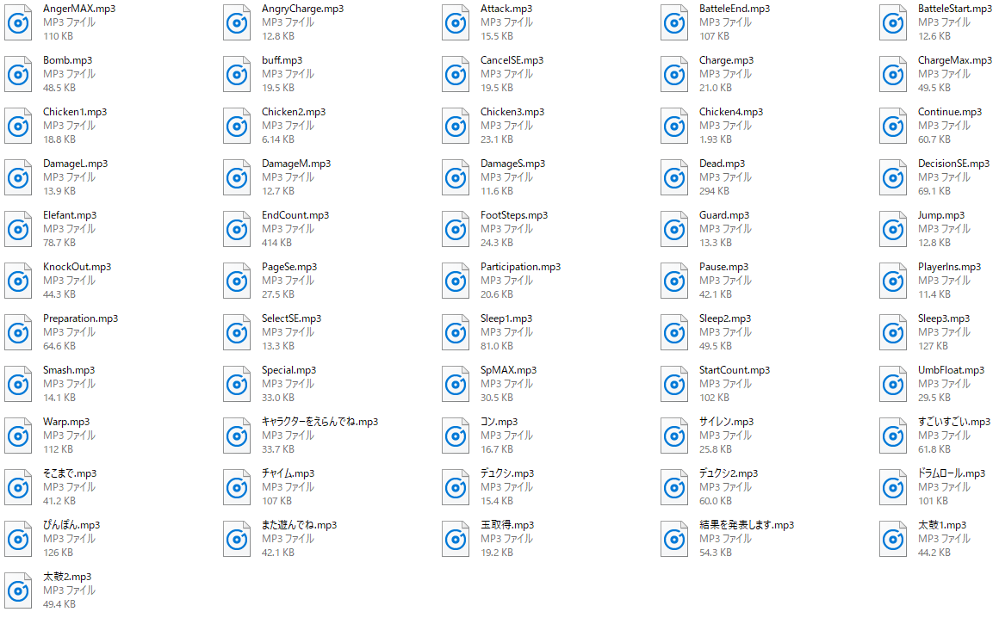 AngerMAX.mp3
MP3 ファイル
110 KB
AngryCharge.mp3
MP3 ファイル
12.8 KB
Attack.mp3
MP3 ファイル
15.5 KB
BatteleEnd.mp3
MP3 ファイル
107 KB
BatteleStart.mp3
MP3 ファイル
12.6 KB
Bomb.mp3
MP3 ファイル
48.5 KB
buff.mp3
MP3 ファイル
19.5 KB
CancelSE.mp3
MP3 ファイル
19.5 KB
Charge.mp3
MP3 ファイル
21.0 KB
ChargeMax.mp3
MP3 ファイル
49.5 KB
Chicken1.mp3
MP3 ファイル
18.8 KB
Chicken2.mp3
MP3 ファイル
6.14 KB
Chicken3.mp3
MP3 ファイル
23.1 KB
Chicken4.mp3
MP3 ファイル
1.93 KB
Continue.mp3
MP3 ファイル
60.7 KB
DamageL.mp3
MP3 ファイル
13.9 KB
DamageM.mp3
MP3 ファイル
12.7 KB
DamageS.mp3
MP3 ファイル
11.6 KB
Dead.mp3
MP3 ファイル
294 KB
DecisionSE.mp3
MP3 ファイル
69.1 KB
Elefant.mp3
MP3 ファイル
78.7 KB
EndCount.mp3
MP3 ファイル
414 KB
FootSteps.mp3
MP3 ファイル
24.3 KB
Guard.mp3
MP3 ファイル
13.3 KB
Jump.mp3
MP3 ファイル
12.8 KB
KnockOut.mp3
MP3 ファイル
44.3 KB
PageSe.mp3
MP3 ファイル
27.5 KB
Participation.mp3
MP3 ファイル
20.6 KB
Pause.mp3
MP3 ファイル
42.1 KB
PlayerIns.mp3
MP3 ファイル
11.4 KB
Preparation.mp3
MP3 ファイル
64.6 KB
SelectSE.mp3
MP3 ファイル
13.3 KB
Sleep1.mp3
MP3 ファイル
81.0 KB
Sleep2.mp3
MP3 ファイル
49.5 KB
Sleep3.mp3
MP3 ファイル
127 KB
Smash.mp3
MP3 ファイル
14.1 KB
Special.mp3
MP3 ファイル
33.0 KB
SpMAX.mp3
MP3 ファイル
30.5 KB
StartCount.mp3
MP3 ファイル
102 KB
UmbFloat.mp3
MP3 ファイル
29.5 KB
Warp.mp3
MP3 ファイル
112 KB
キャラクターをえらんでね.mp3
MP3 ファイル
33.7 KB
コン.mp3
MP3 ファイル
16.7 KB
サイレン.mp3
MP3 ファイル
25.8 KB
すごいすごい.mp3
MP3 ファイル
61.8 KB
そこまで.mp3
MP3 ファイル
41.2 KB
チャイム.mp3
MP3 ファイル
107 KB
デュクシ.mp3
MP3 ファイル
15.4 KB
デュクシ2.mp3
MP3 ファイル
60.0 KB
ドラムロール.mp3
MP3 ファイル
101 KB
ぴんぽん.mp3
MP3 ファイル
126 KB
また遊んでね.mp3
MP3 ファイル
42.1 KB
玉取得.mp3
MP3 ファイル
19.2 KB
結果を発表します.mp3
MP3 ファイル
54.3 KB
太鼓1.mp3
MP3 ファイル
44.2 KB
太鼓2.mp3
MP3 ファイル
49.4 KB